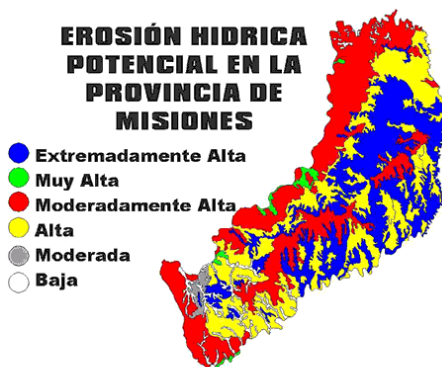 EROSIÓN HIDRICA
POTENCIAL EN LA
PROVINCIA DE
MISIONES
Extremadamente Alta
Muy Alta
Moderadamente Alta
Alta
Moderada
Baja